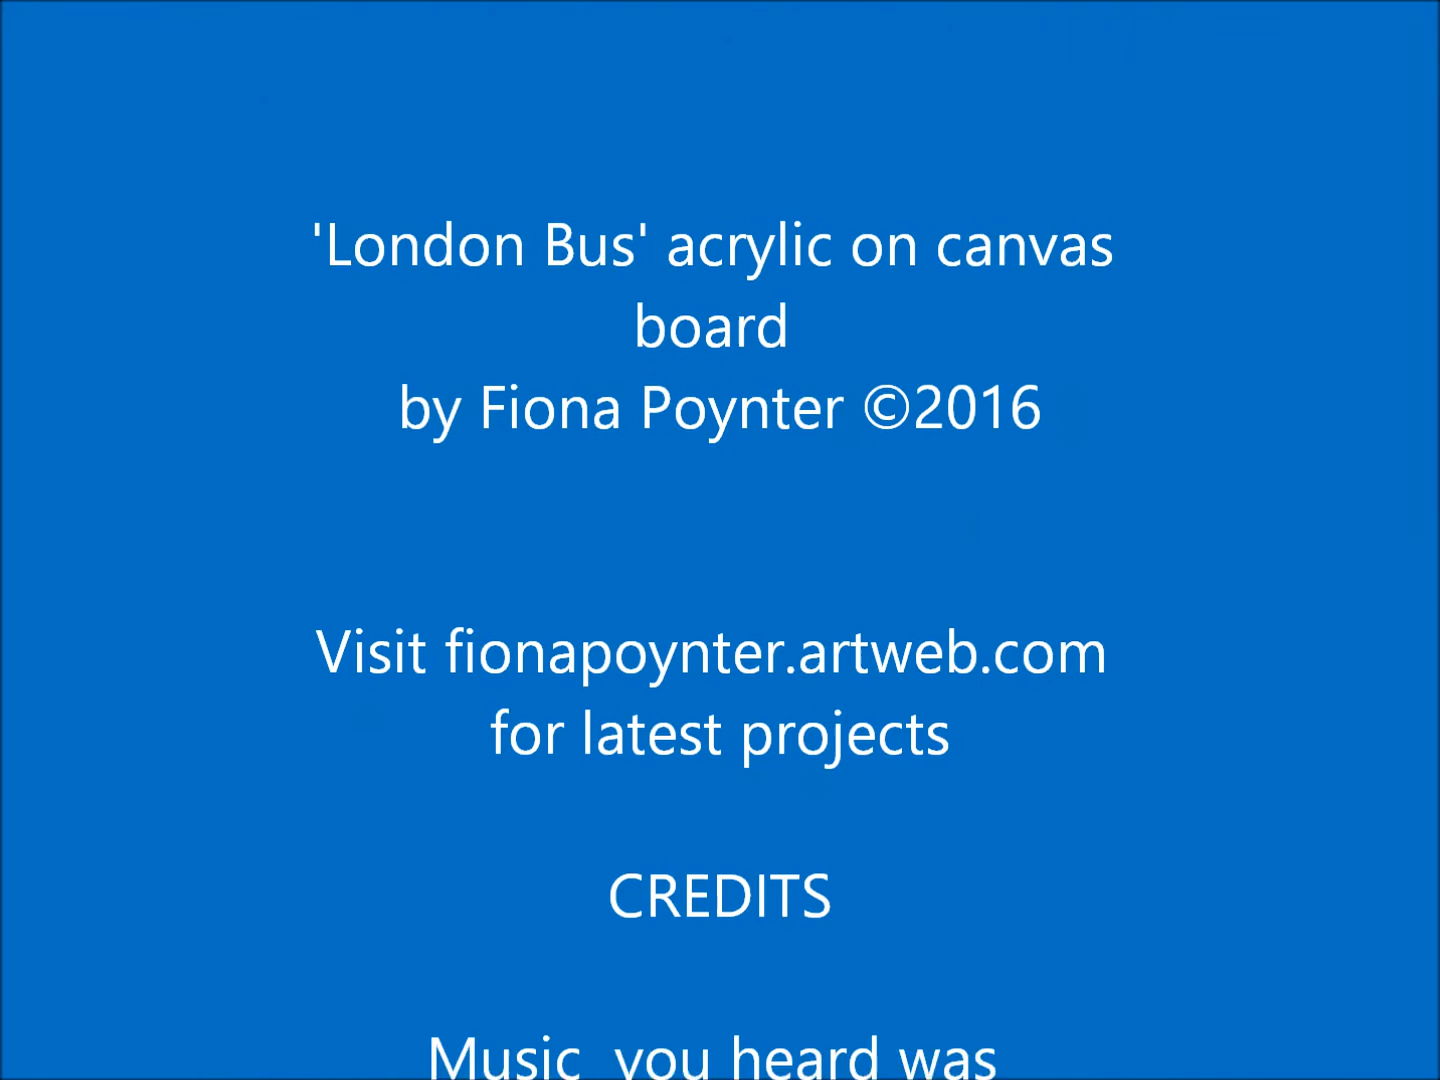 'London Bus' acrylic on canvas
board
by Fiona Poynter ©2016
Visit fionapoynter.artweb.com
for latest projects
CREDITS
Music  you heard was